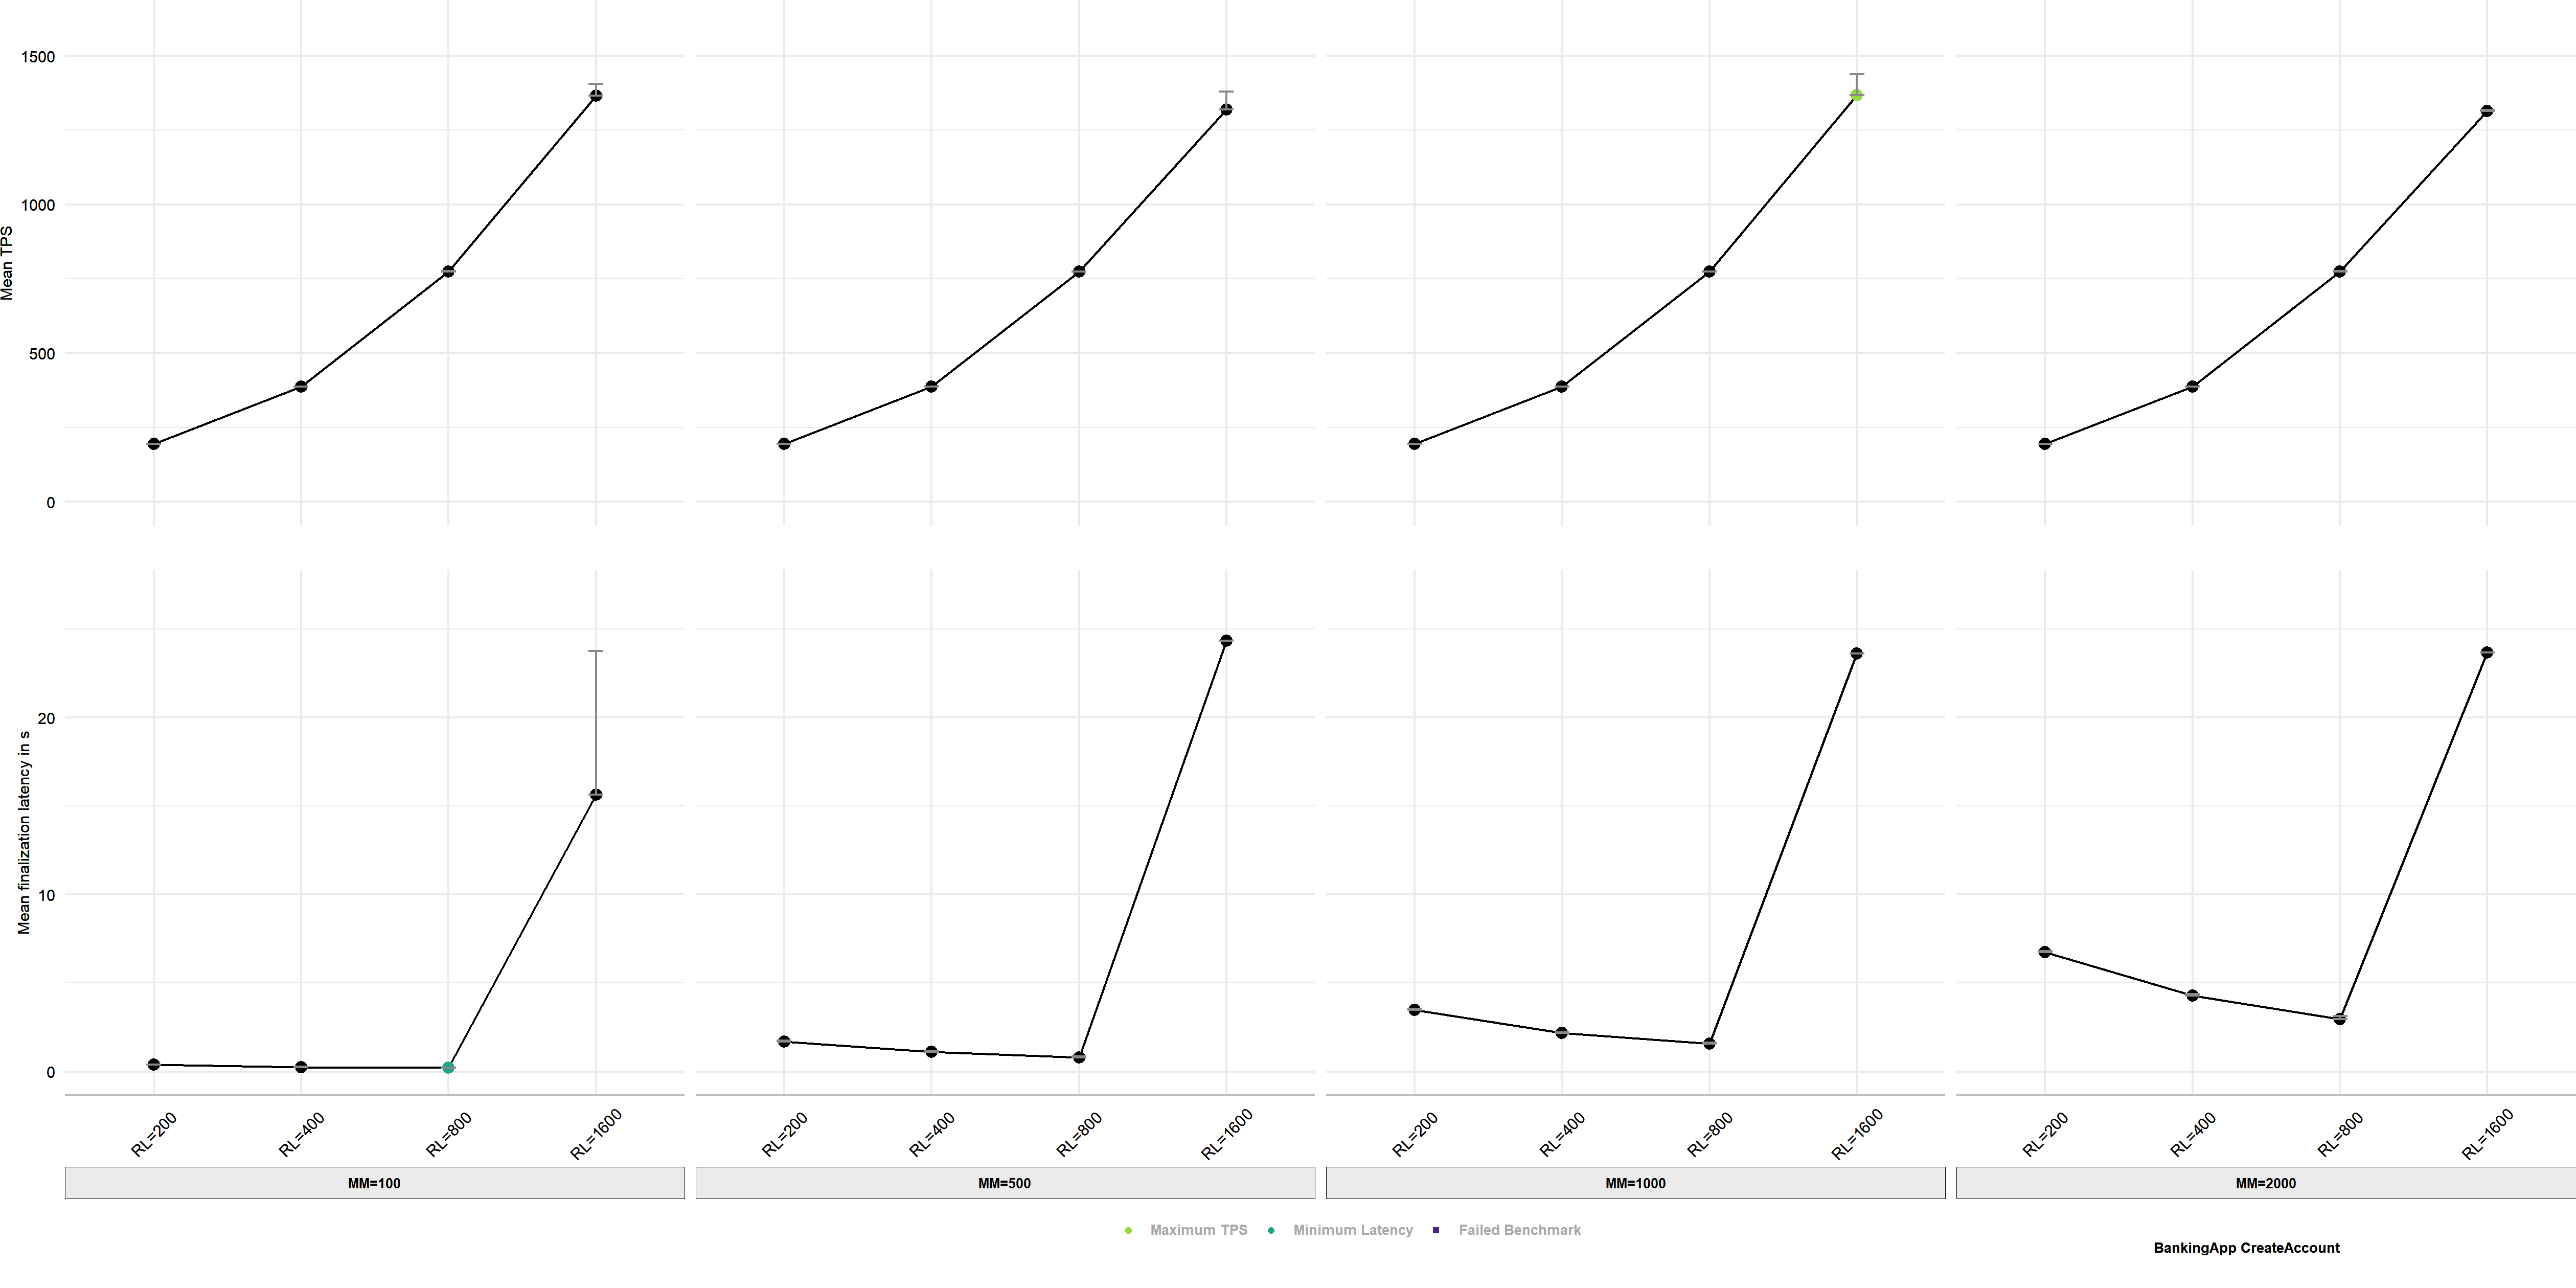 1500
1000
500
0
Mean TPS
20
10
0
Mean finalization latency in s
RL=200 RL=400 RL=800 RL=1600 RL=200 RL=400 RL=800 RL=1600 RL=200 RL=400 RL=800 RL=1600 RL=200 RL=400 RL=800 RL=1600
MM=100 MM=500 MM=1000 MM=2000
Maximum TPS Minimum Latency Failed Benchmark
BankingApp CreateAccount